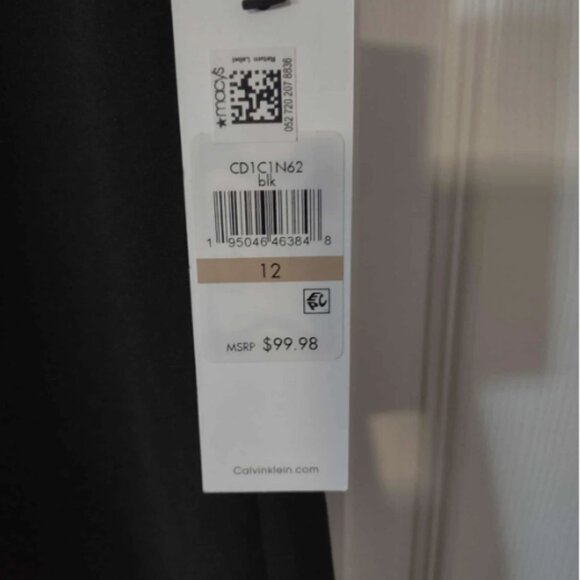 ★macy's
Return Label
052 720 207 8836
CD1C1N62
blk
1 95046 46384 8
12
MSRP $99.98
Calvinklein.com